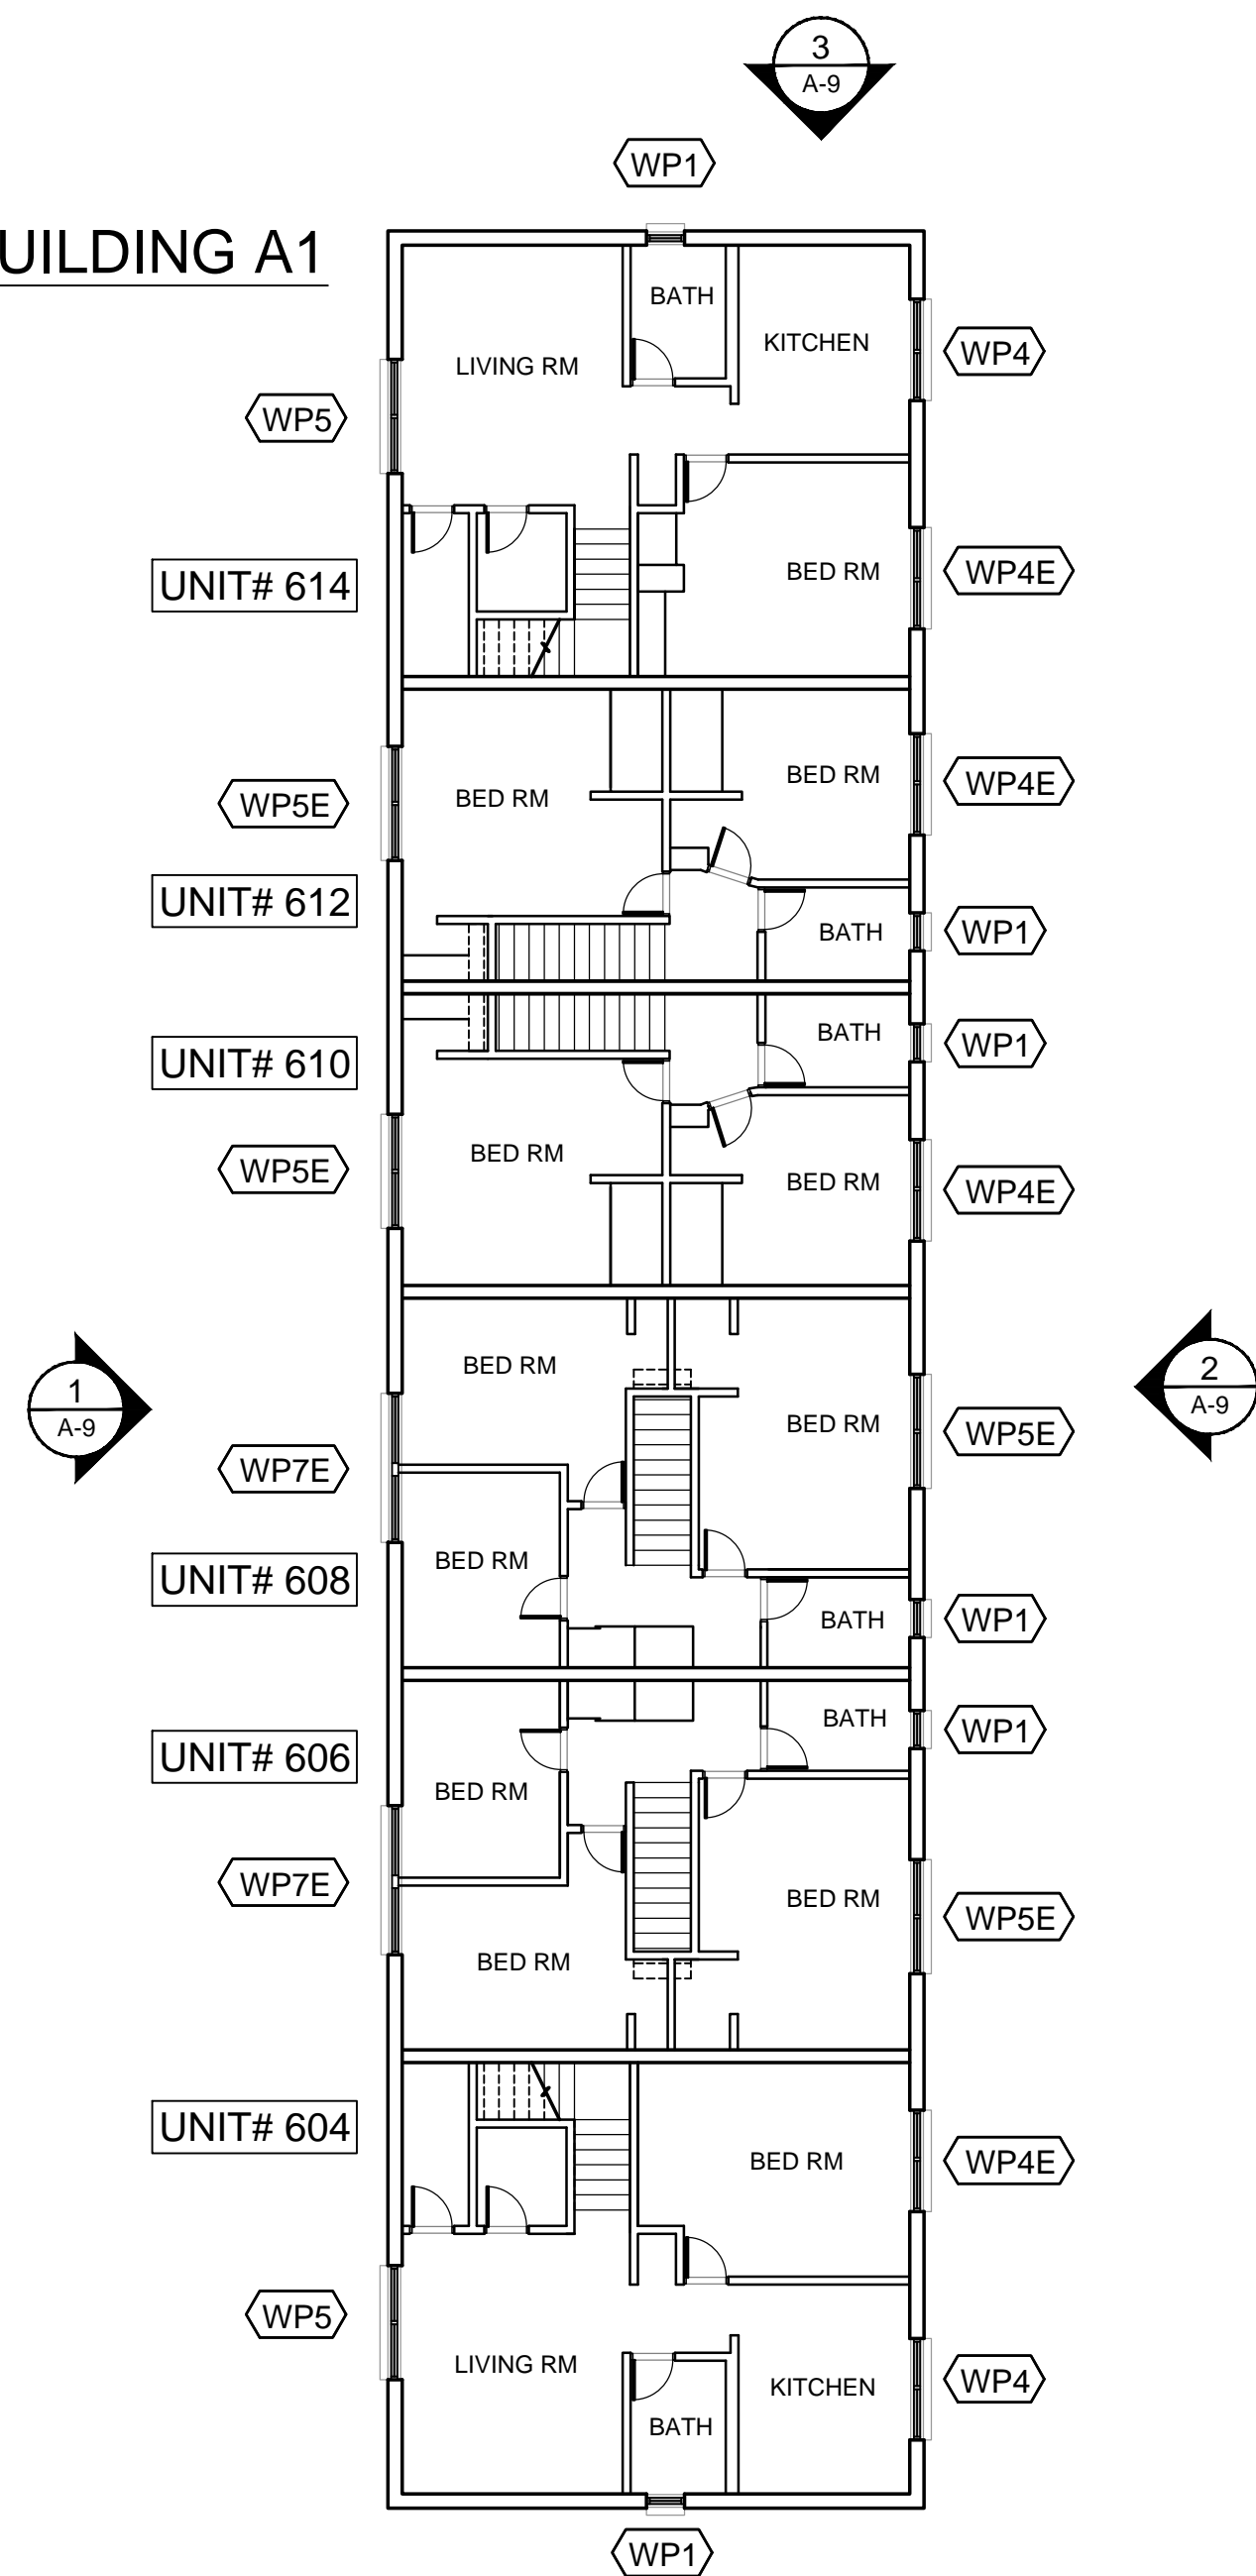 3
A-9
WP1
UILDING A1
BATH
KITCHEN
WP4
LIVING RM
WP5
BED RM
WP4E
UNIT# 614
BED RM
WP4E
BED RM
WP5E
UNIT# 612
BATH
WP1
BATH
WP1
UNIT# 610
BED RM
WP5E
BED RM
WP4E
BED RM
1
A-9
2
A-9
BED RM
WP5E
WP7E
BED RM
UNIT# 608
BATH
WP1
BATH
WP1
UNIT# 606
BED RM
WP7E
BED RM
WP5E
BED RM
UNIT# 604
BED RM
WP4E
WP5
LIVING RM
KITCHEN
WP4
BATH
WP1